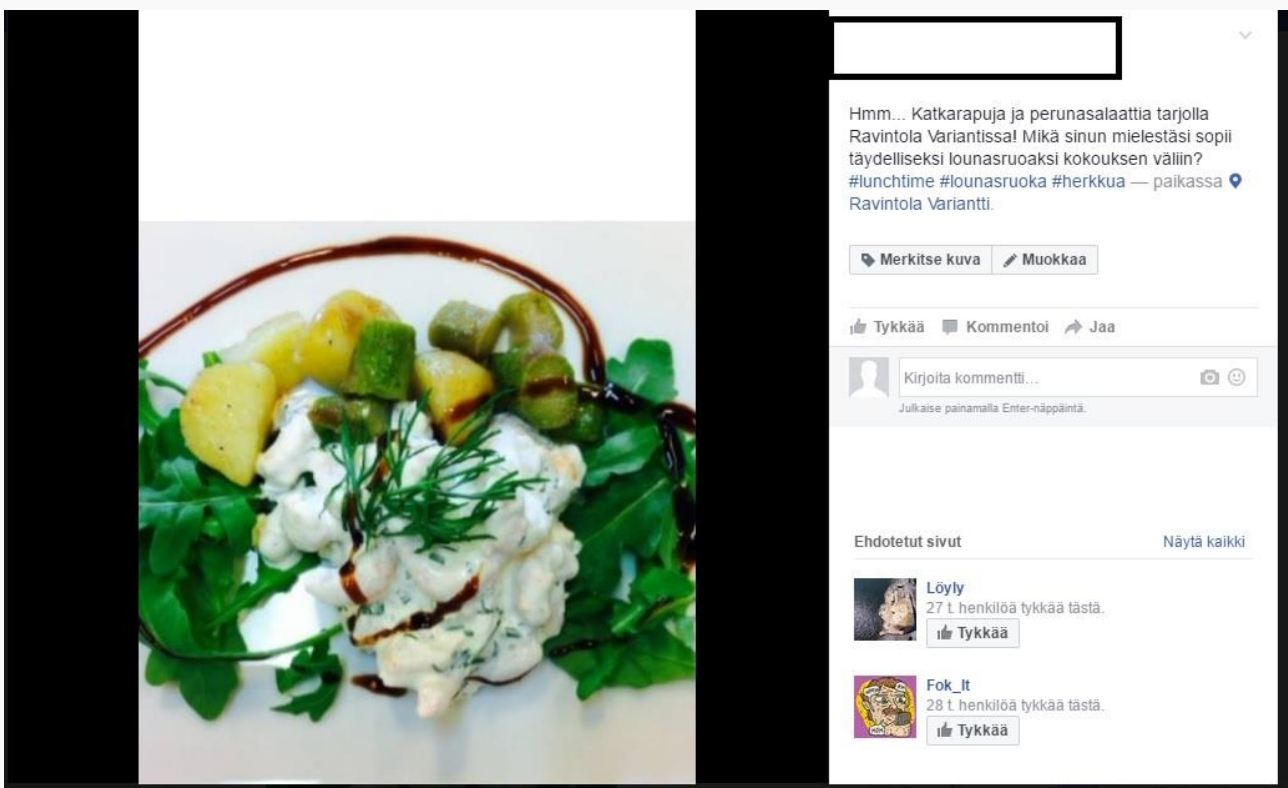 Hmm... Katkarapuja ja perunasalaattia tarjolla
Ravintola Variantissa! Mikä sinun mielestäsi sopii
täydelliseksi lounasruoaksi kokouksen väliin?
#lunchtime #lounasruoka #herkkua — paikassa
Ravintola Variantti.
Merkitse kuva Muokkaa
Tykkää Kommentoi Jaa
Kirjoita kommentti...
Julkaise painamalla Enter-näppäintä.
Ehdotetut sivut Näytä kaikki
Löyly
27 t. henkilöä tykkää tästä.
Tykkää
Fok_It
28 t. henkilöä tykkää tästä.
Tykkää